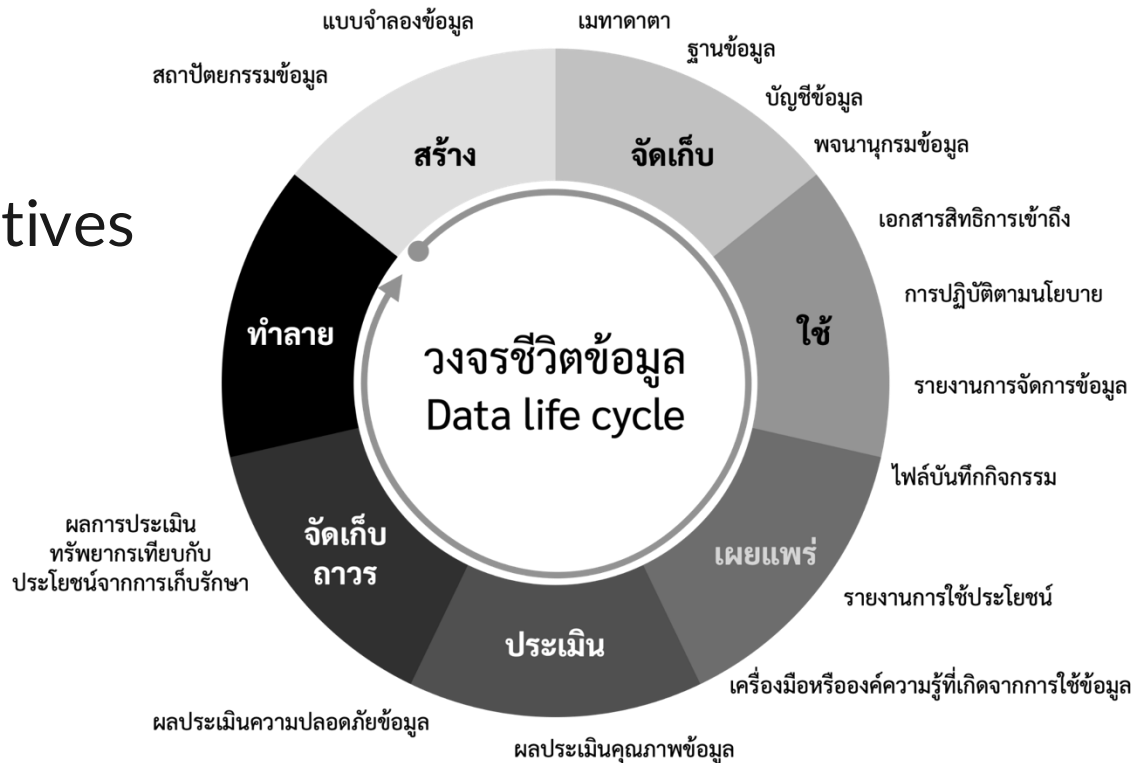 แบบจำลองข้อมูล
เมทาดาตา
ฐานข้อมูล
สถาปัตยกรรมข้อมูล
บัญชีข้อมูล
พจนานุกรมข้อมูล
สร้าง
จัดเก็บ
tives
เอกสารสิทธิการเข้าถึง
การปฏิบัติตามนโยบาย
ทำลาย
ใช้
วงจรชีวิตข้อมูล
Data life cycle
รายงานการจัดการข้อมูล
ไฟล์บันทึกกิจกรรม
ผลการประเมิน
ทรัพยากรเทียบกับ
ประโยชน์จากการเก็บรักษา
จัดเก็บ
ถาวร
เผยแพร่
รายงานการใช้ประโยชน์
ประเมิน
เครื่องมือหรือองค์ความรู้ที่เกิดจากการใช้ข้อมูล
ผลประเมินความปลอดภัยข้อมูล
ผลประเมินคุณภาพข้อมูล